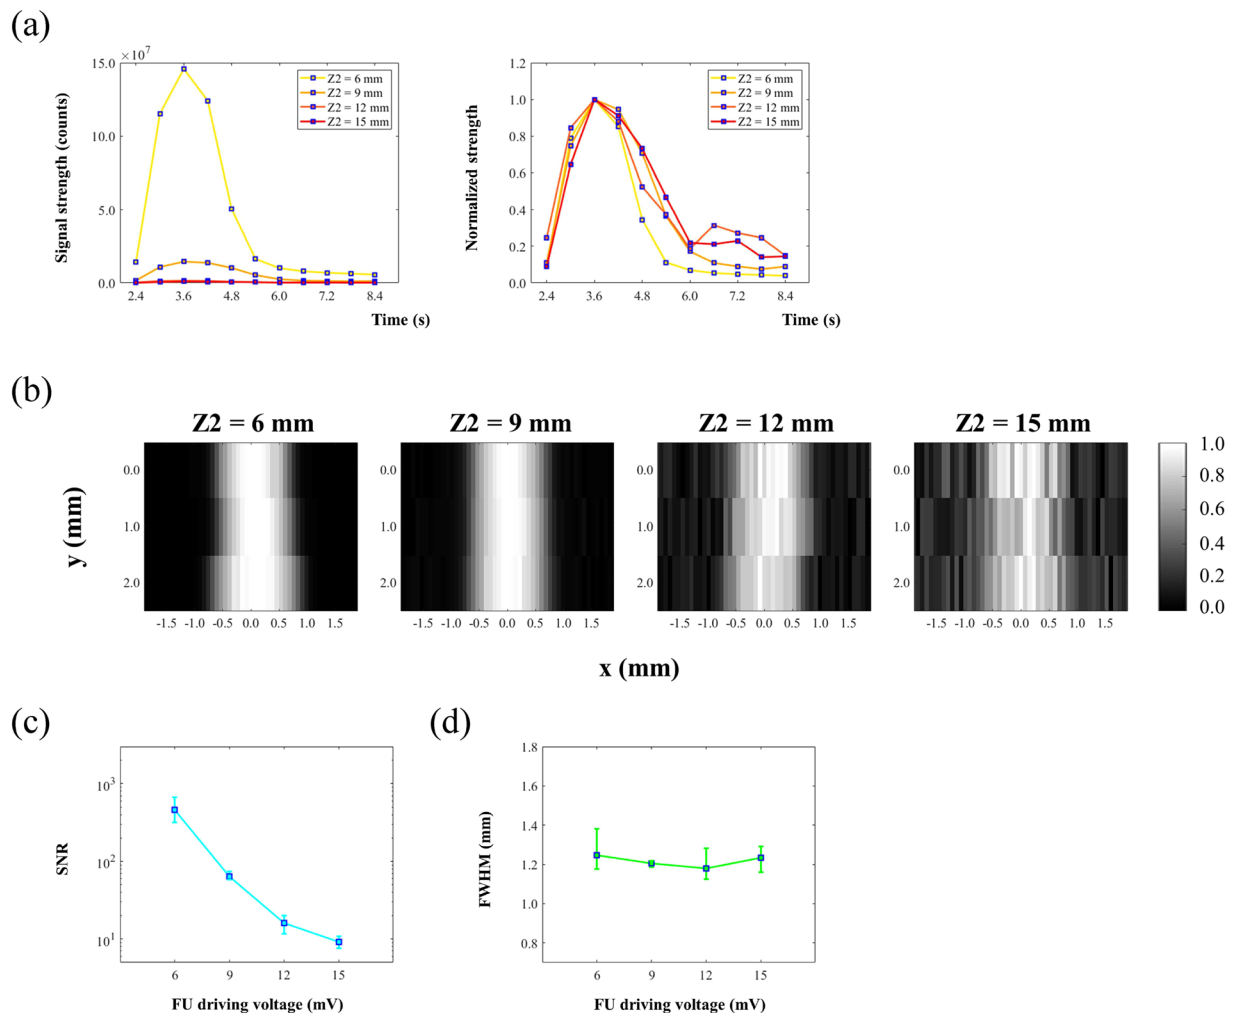 (a)
×10⁷
15.0
10.0
5.0
0.0
Signal strength (counts)
2.4 3.6 4.8 6.0 7.2 8.4
Time (s)
Z2 = 6 mm
Z2 = 9 mm
Z2 = 12 mm
Z2 = 15 mm
1.2
1.0
0.8
0.6
0.4
0.2
0.0
Normalized strength
2.4 3.6 4.8 6.0 7.2 8.4
Time (s)
Z2 = 6 mm
Z2 = 9 mm
Z2 = 12 mm
Z2 = 15 mm
(b)
Z2 = 6 mm
Z2 = 9 mm
Z2 = 12 mm
Z2 = 15 mm
y (mm)
0.0
1.0
2.0
0.0
1.0
2.0
0.0
1.0
2.0
0.0
1.0
2.0
-1.5 -1.0 -0.5 0.0 0.5 1.0 1.5
-1.5 -1.0 -0.5 0.0 0.5 1.0 1.5
-1.5 -1.0 -0.5 0.0 0.5 1.0 1.5
-1.5 -1.0 -0.5 0.0 0.5 1.0 1.5
x (mm)
1.0
0.8
0.6
0.4
0.2
0.0
(c)
SNR
10³
10²
10¹
6 9 12 15
FU driving voltage (mV)
(d)
FWHM (mm)
1.8
1.6
1.4
1.2
1.0
0.8
6 9 12 15
FU driving voltage (mV)